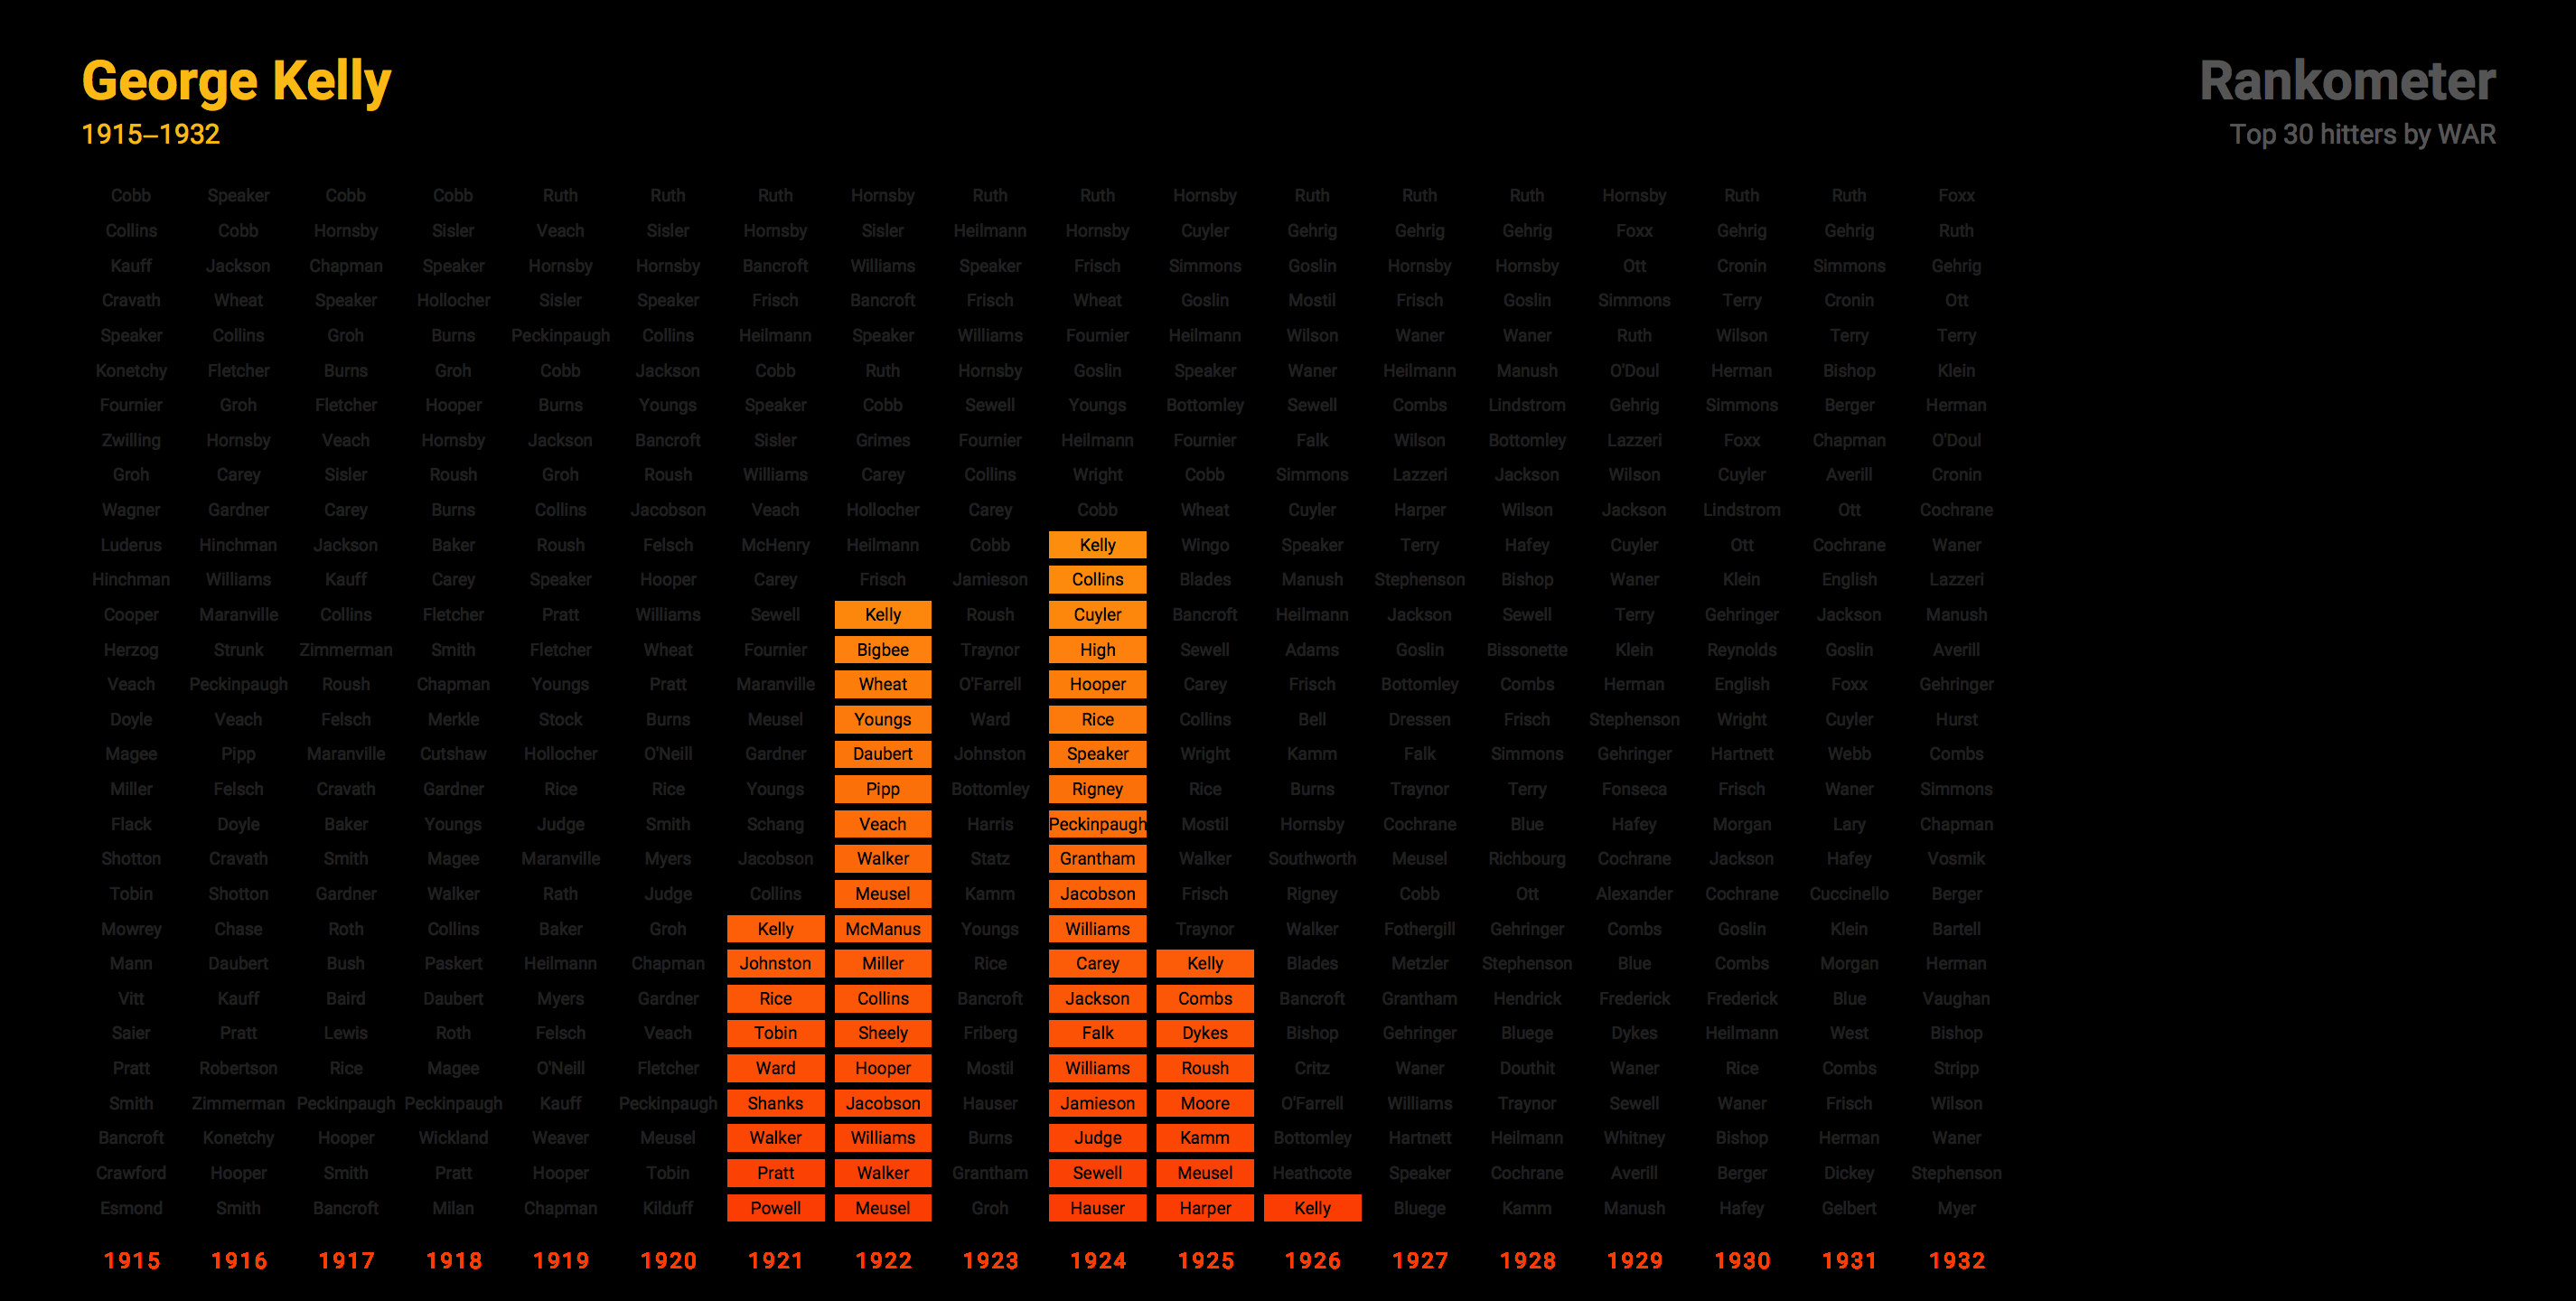 George Kelly
Rankometer
1915–1932
Top 30 hitters by WAR
Cobb Speaker Cobb Cobb Ruth Ruth Ruth Hornsby Ruth Ruth Hornsby Ruth Ruth Ruth Hornsby Ruth Ruth Foxx
Collins Cobb Hornsby Sisler Veach Sisler Hornsby Sisler Heilmann Hornsby Cuyler Gehrig Gehrig Gehrig Foxx Gehrig Gehrig Ruth
Kauff Jackson Chapman Speaker Hornsby Hornsby Bancroft Williams Speaker Frisch Simmons Goslin Hornsby Hornsby Ott Cronin Simmons Gehrig
Cravath Wheat Speaker Hollocher Sisler Speaker Frisch Bancroft Frisch Wheat Goslin Mostil Frisch Goslin Simmons Terry Cronin Ott
Speaker Collins Groh Burns Peckinpaugh Collins Heilmann Speaker Williams Fournier Heilmann Wilson Waner Waner Ruth Wilson Terry Terry
Konetchy Fletcher Burns Groh Cobb Jackson Cobb Ruth Hornsby Goslin Speaker Waner Heilmann Manush O'Doul Herman Bishop Klein
Fournier Groh Fletcher Hooper Burns Youngs Speaker Cobb Sewell Youngs Bottomley Sewell Combs Lindstrom Gehrig Simmons Berger Herman
Zwilling Hornsby Veach Hornsby Jackson Bancroft Sisler Grimes Fournier Heilmann Fournier Falk Wilson Bottomley Lazzeri Foxx Chapman O'Doul
Groh Carey Sisler Roush Groh Roush Williams Carey Collins Wright Cobb Simmons Lazzeri Jackson Wilson Cuyler Averill Cronin
Wagner Gardner Carey Burns Collins Jacobson Veach Hollocher Carey Cobb Wheat Cuyler Harper Wilson Jackson Lindstrom Ott Cochrane
Luderus Hinchman Jackson Baker Roush Felsch McHenry Heilmann Cobb Kelly Wingo Speaker Terry Hafey Cuyler Ott Cochrane Waner
Hinchman Williams Kauff Carey Speaker Hooper Carey Frisch Jamieson Collins Blades Manush Stephenson Bishop Waner Klein English Lazzeri
Cooper Maranville Collins Fletcher Pratt Williams Sewell Kelly Roush Cuyler Bancroft Heilmann Jackson Sewell Terry Gehringer Jackson Manush
Herzog Strunk Zimmerman Smith Fletcher Wheat Fournier Bigbee Traynor High Sewell Adams Goslin Bissonette Klein Reynolds Goslin Averill
Veach Peckinpaugh Roush Chapman Youngs Pratt Maranville Wheat O'Farrell Hooper Carey Frisch Bottomley Combs Herman English Foxx Gehringer
Doyle Veach Felsch Merkle Stock Burns Meusel Youngs Ward Rice Collins Bell Dressen Frisch Stephenson Wright Cuyler Hurst
Magee Pipp Maranville Cutshaw Hollocher O'Neill Gardner Daubert Johnston Speaker Wright Kamm Falk Simmons Gehringer Hartnett Webb Combs
Miller Felsch Cravath Gardner Rice Rice Youngs Pipp Bottomley Rigney Rice Burns Traynor Terry Fonseca Frisch Waner Simmons
Flack Doyle Baker Youngs Judge Smith Schang Veach Harris Peckinpaugh Mostil Hornsby Cochrane Blue Hafey Morgan Lary Chapman
Shotton Cravath Smith Magee Maranville Myers Jacobson Walker Statz Grantham Walker Southworth Meusel Richbourg Cochrane Jackson Hafey Vosmik
Tobin Shotton Gardner Walker Rath Judge Collins Meusel Kamm Jacobson Frisch Rigney Cobb Ott Alexander Cochrane Cuccinello Berger
Mowrey Chase Roth Collins Baker Groh Kelly McManus Youngs Williams Traynor Walker Fothergill Gehringer Combs Goslin Klein Bartell
Mann Daubert Bush Paskert Heilmann Chapman Johnston Miller Rice Carey Kelly Blades Metzler Stephenson Blue Combs Morgan Herman
Vitt Kauff Baird Daubert Myers Gardner Rice Collins Bancroft Jackson Combs Bancroft Grantham Hendrick Frederick Frederick Blue Vaughan
Saier Pratt Lewis Roth Felsch Veach Tobin Sheely Friberg Falk Dykes Bishop Gehringer Bluege Dykes Heilmann West Bishop
Pratt Robertson Rice Magee O'Neill Fletcher Ward Hooper Mostil Williams Roush Critz Waner Douthit Waner Rice Combs Stripp
Smith Zimmerman Peckinpaugh Peckinpaugh Kauff Peckinpaugh Shanks Jacobson Hauser Jamieson Moore O'Farrell Williams Traynor Sewell Waner Frisch Wilson
Bancroft Konetchy Hooper Wickland Weaver Meusel Walker Williams Burns Judge Kamm Bottomley Hartnett Heilmann Whitney Bishop Herman Waner
Crawford Hooper Smith Pratt Hooper Tobin Pratt Walker Grantham Sewell Meusel Heathcote Speaker Cochrane Averill Berger Dickey Stephenson
Esmond Smith Bancroft Milan Chapman Kilduff Powell Meusel Groh Hauser Harper Kelly Bluege Kamm Manush Hafey Gelbert Myer
1915 1916 1917 1918 1919 1920 1921 1922 1923 1924 1925 1926 1927 1928 1929 1930 1931 1932